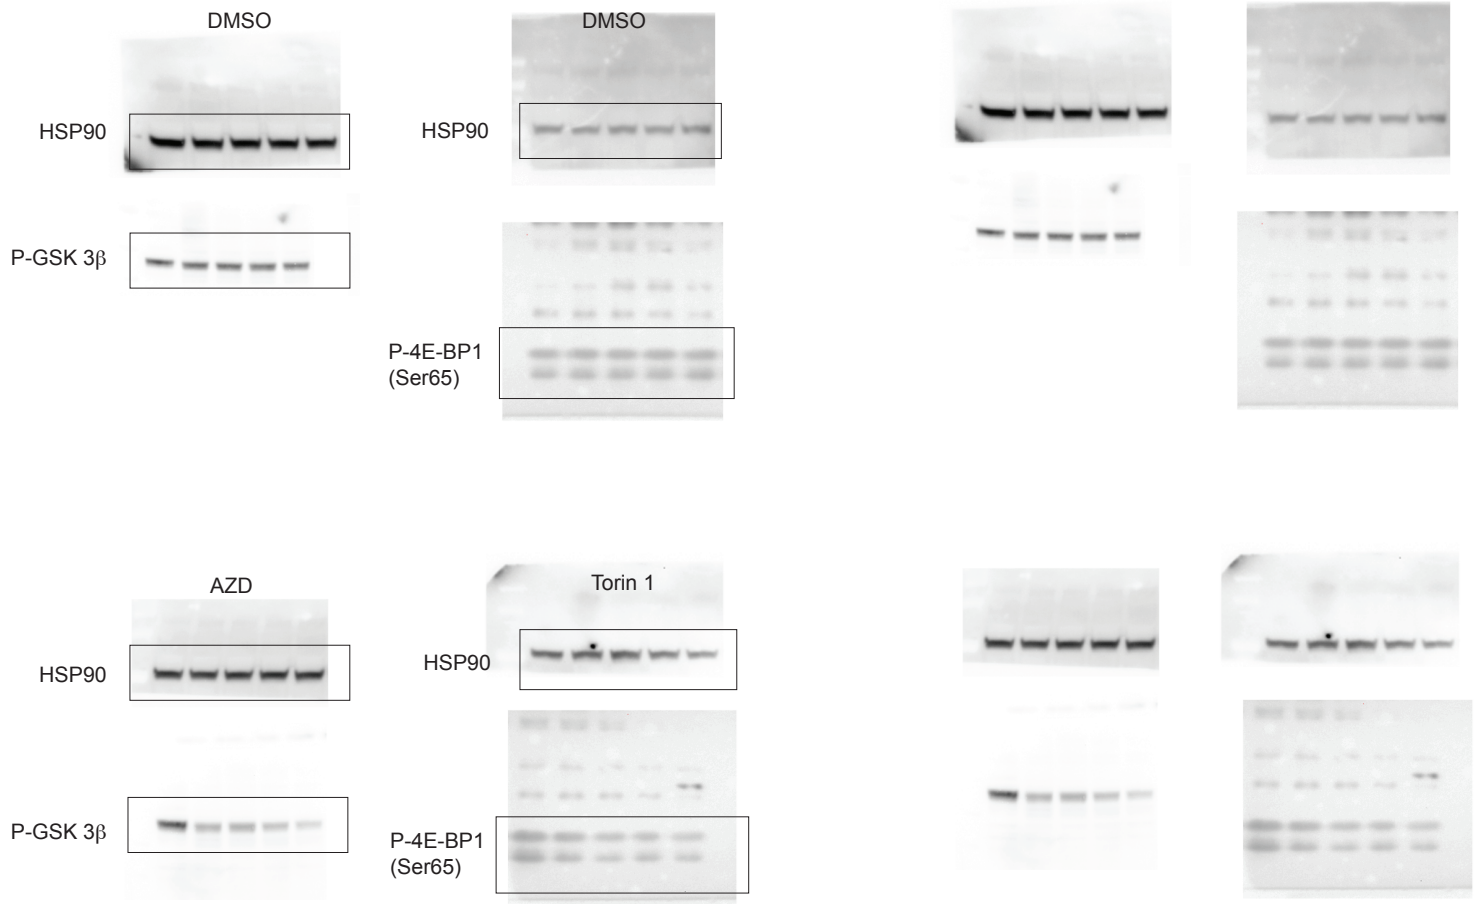 DMSO
DMSO
HSP90
HSP90
P-GSK 3β
P-4E-BP1
(Ser65)
AZD
Torin 1
HSP90
HSP90
P-GSK 3β
P-4E-BP1
(Ser65)